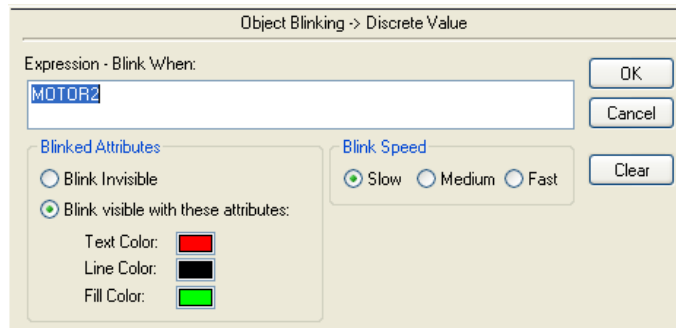 Object Blinking -> Discrete Value
Expression - Blink When:
MOTOR2
OK
Cancel
Clear
Blinked Attributes
Blink Invisible
Blink visible with these attributes:
Text Color:
Line Color:
Fill Color:
Blink Speed
Slow Medium Fast